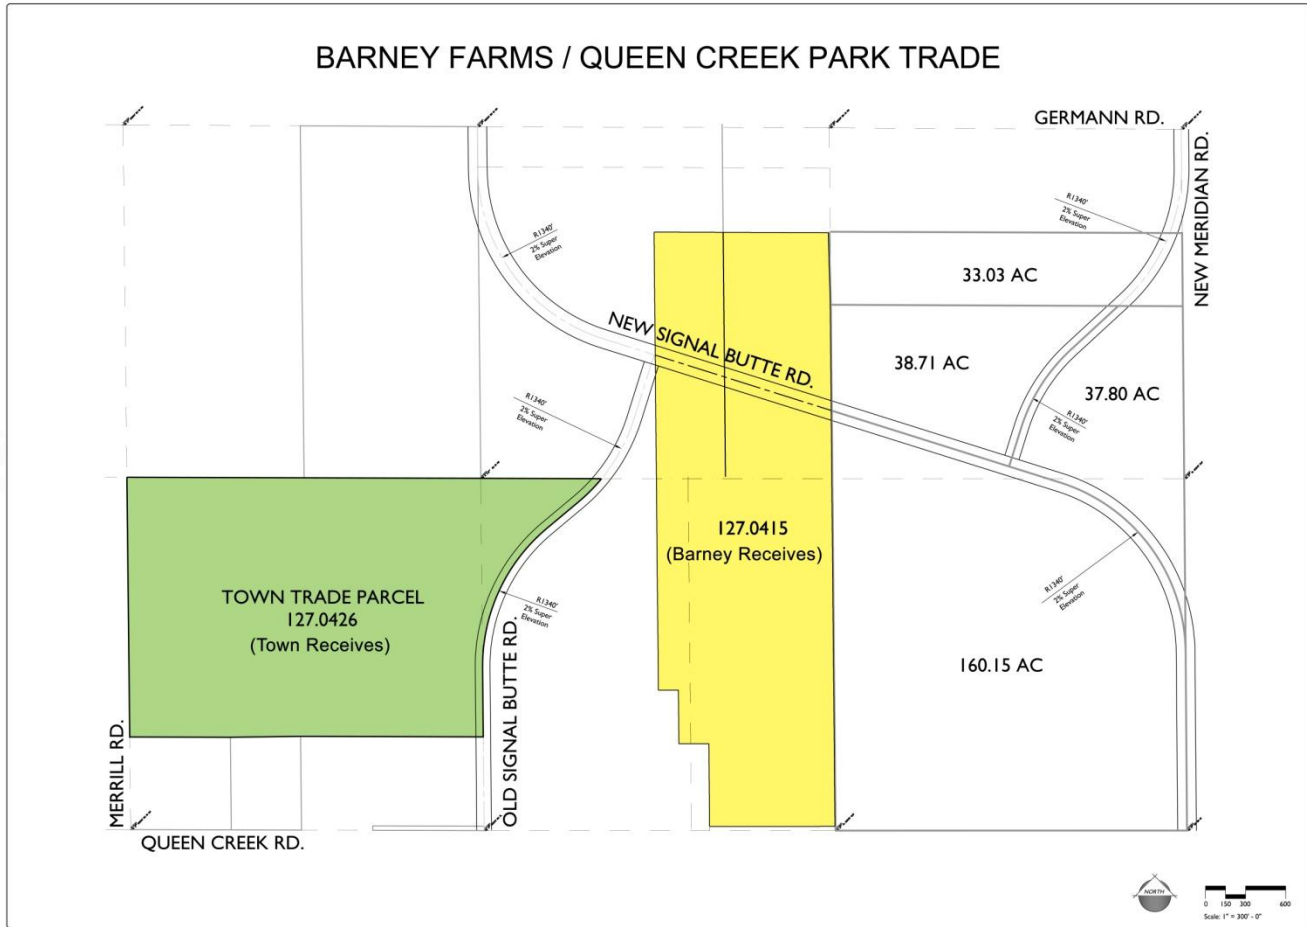 BARNEY FARMS / QUEEN CREEK PARK TRADE
GERMANN RD.
NEW MERIDIAN RD.
R1340'
2% Super
Elevation
R1340'
2% Super
Elevation
33.03 AC
NEW SIGNAL BUTTE RD.
38.71 AC
37.80 AC
R1340'
2% Super
Elevation
R1340'
2% Super
Elevation
127.0415
(Barney Receives)
TOWN TRADE PARCEL
127.0426
(Town Receives)
R1340'
2% Super
Elevation
R1340'
2% Super
Elevation
160.15 AC
MERRILL RD.
OLD SIGNAL BUTTE RD.
QUEEN CREEK RD.
NORTH
0 150 300 600
Scale: 1" = 300' - 0"